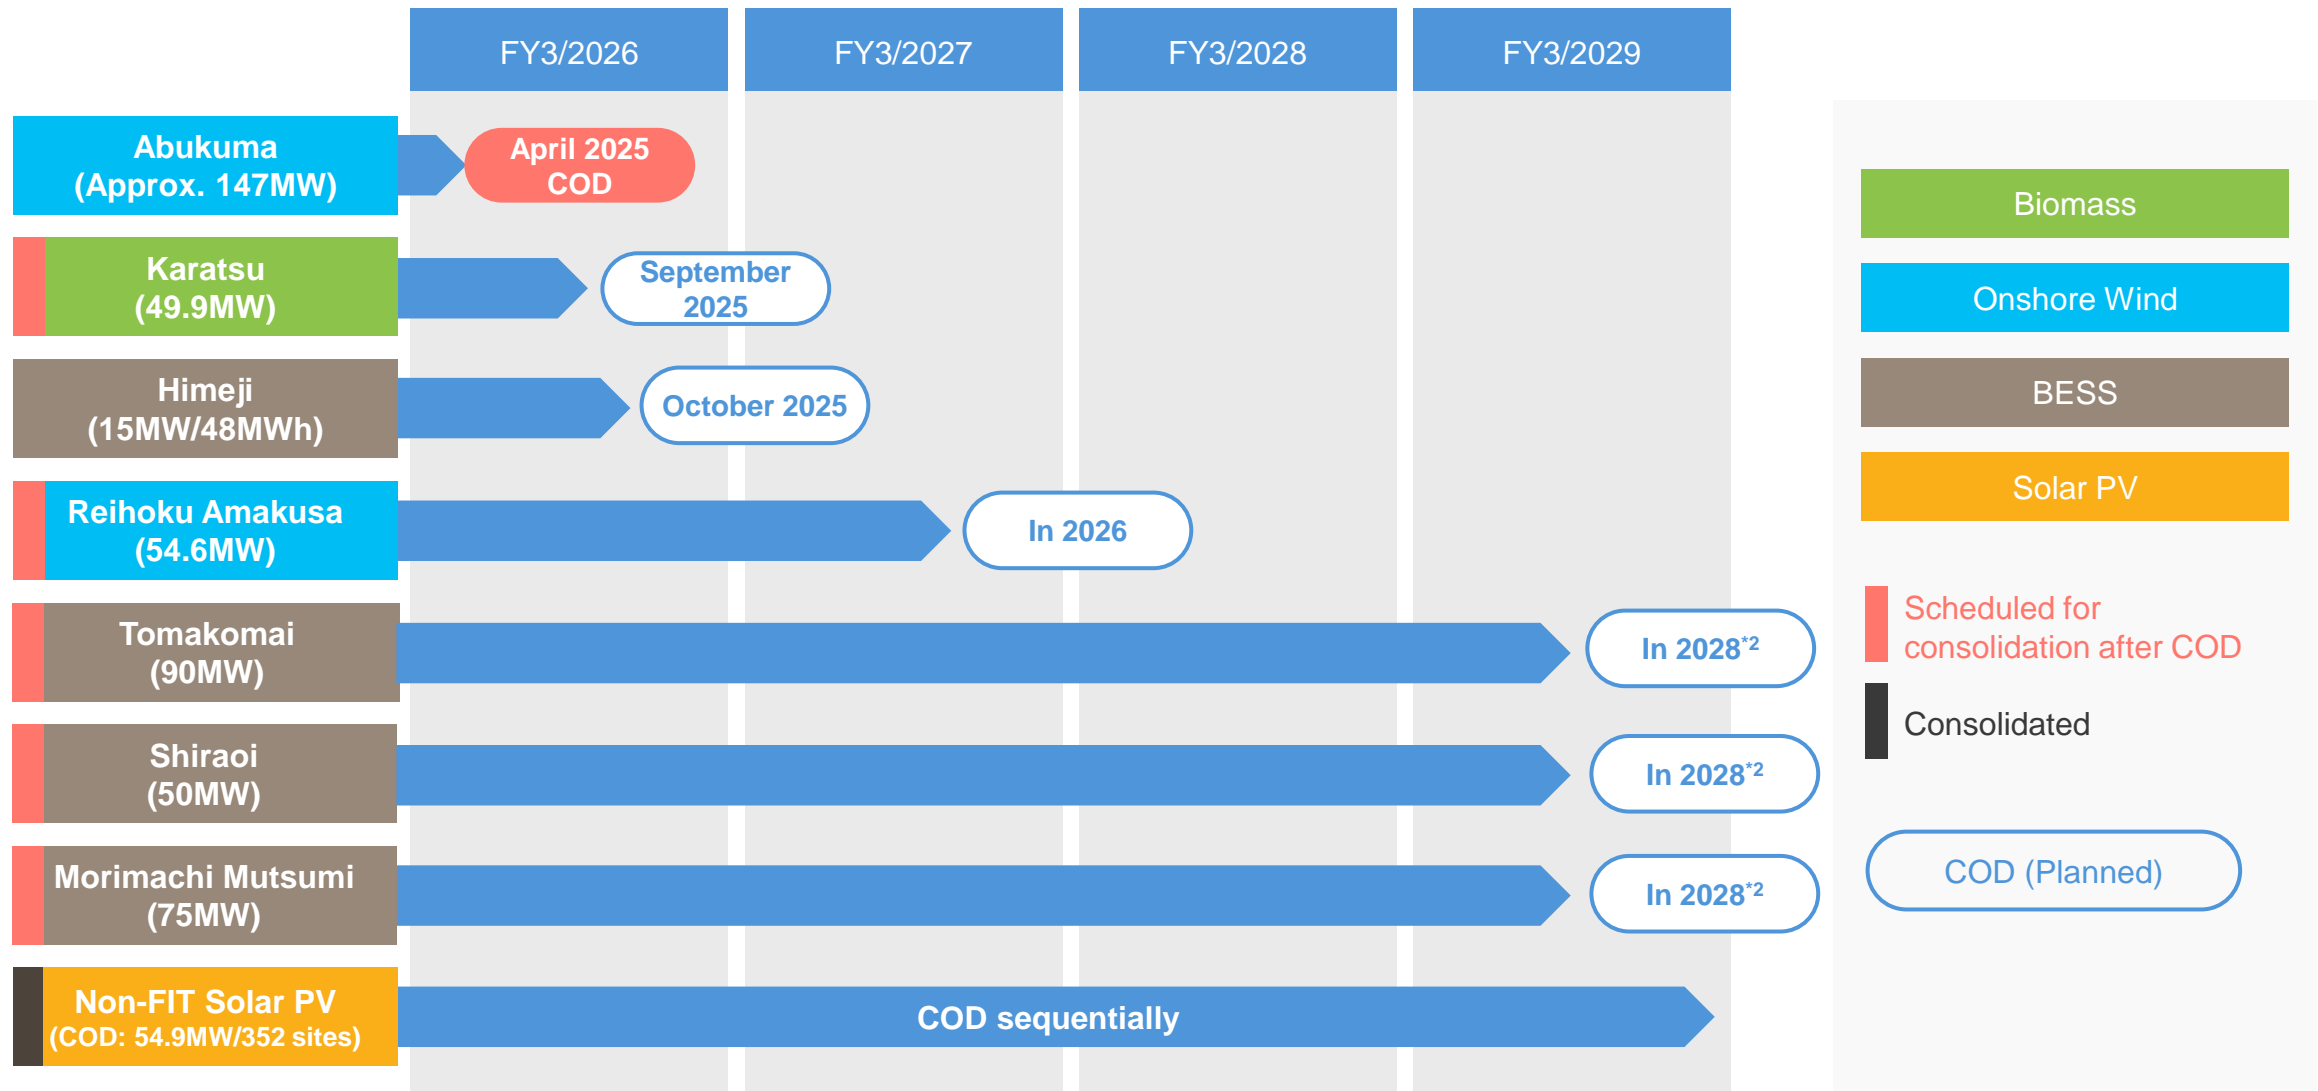 FY3/2026
FY3/2027
FY3/2028
FY3/2029
Abukuma
(Approx. 147MW)
April 2025
COD
Karatsu
(49.9MW)
September
2025
Himeji
(15MW/48MWh)
October 2025
Reihoku Amakusa
(54.6MW)
In 2026
Tomakomai
(90MW)
In 2028*2
Shiraoi
(50MW)
In 2028*2
Morimachi Mutsumi
(75MW)
In 2028*2
Non-FIT Solar PV
(COD: 54.9MW/352 sites)
COD sequentially
Biomass
Onshore Wind
BESS
Solar PV
Scheduled for
consolidation after COD
Consolidated
COD (Planned)